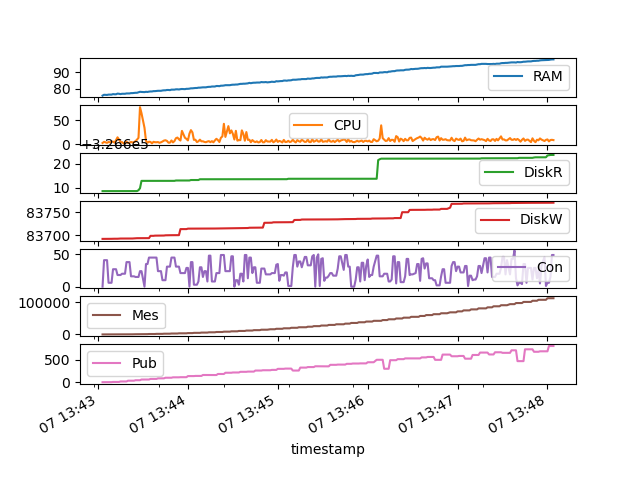 90
80
RAM
50
0
CPU
+3.266e5
20
10
DiskR
83750
83700
DiskW
50
0
Con
100000
0
Mes
500
0
Pub
07 13:43
07 13:44
07 13:45
07 13:46
07 13:47
07 13:48
timestamp